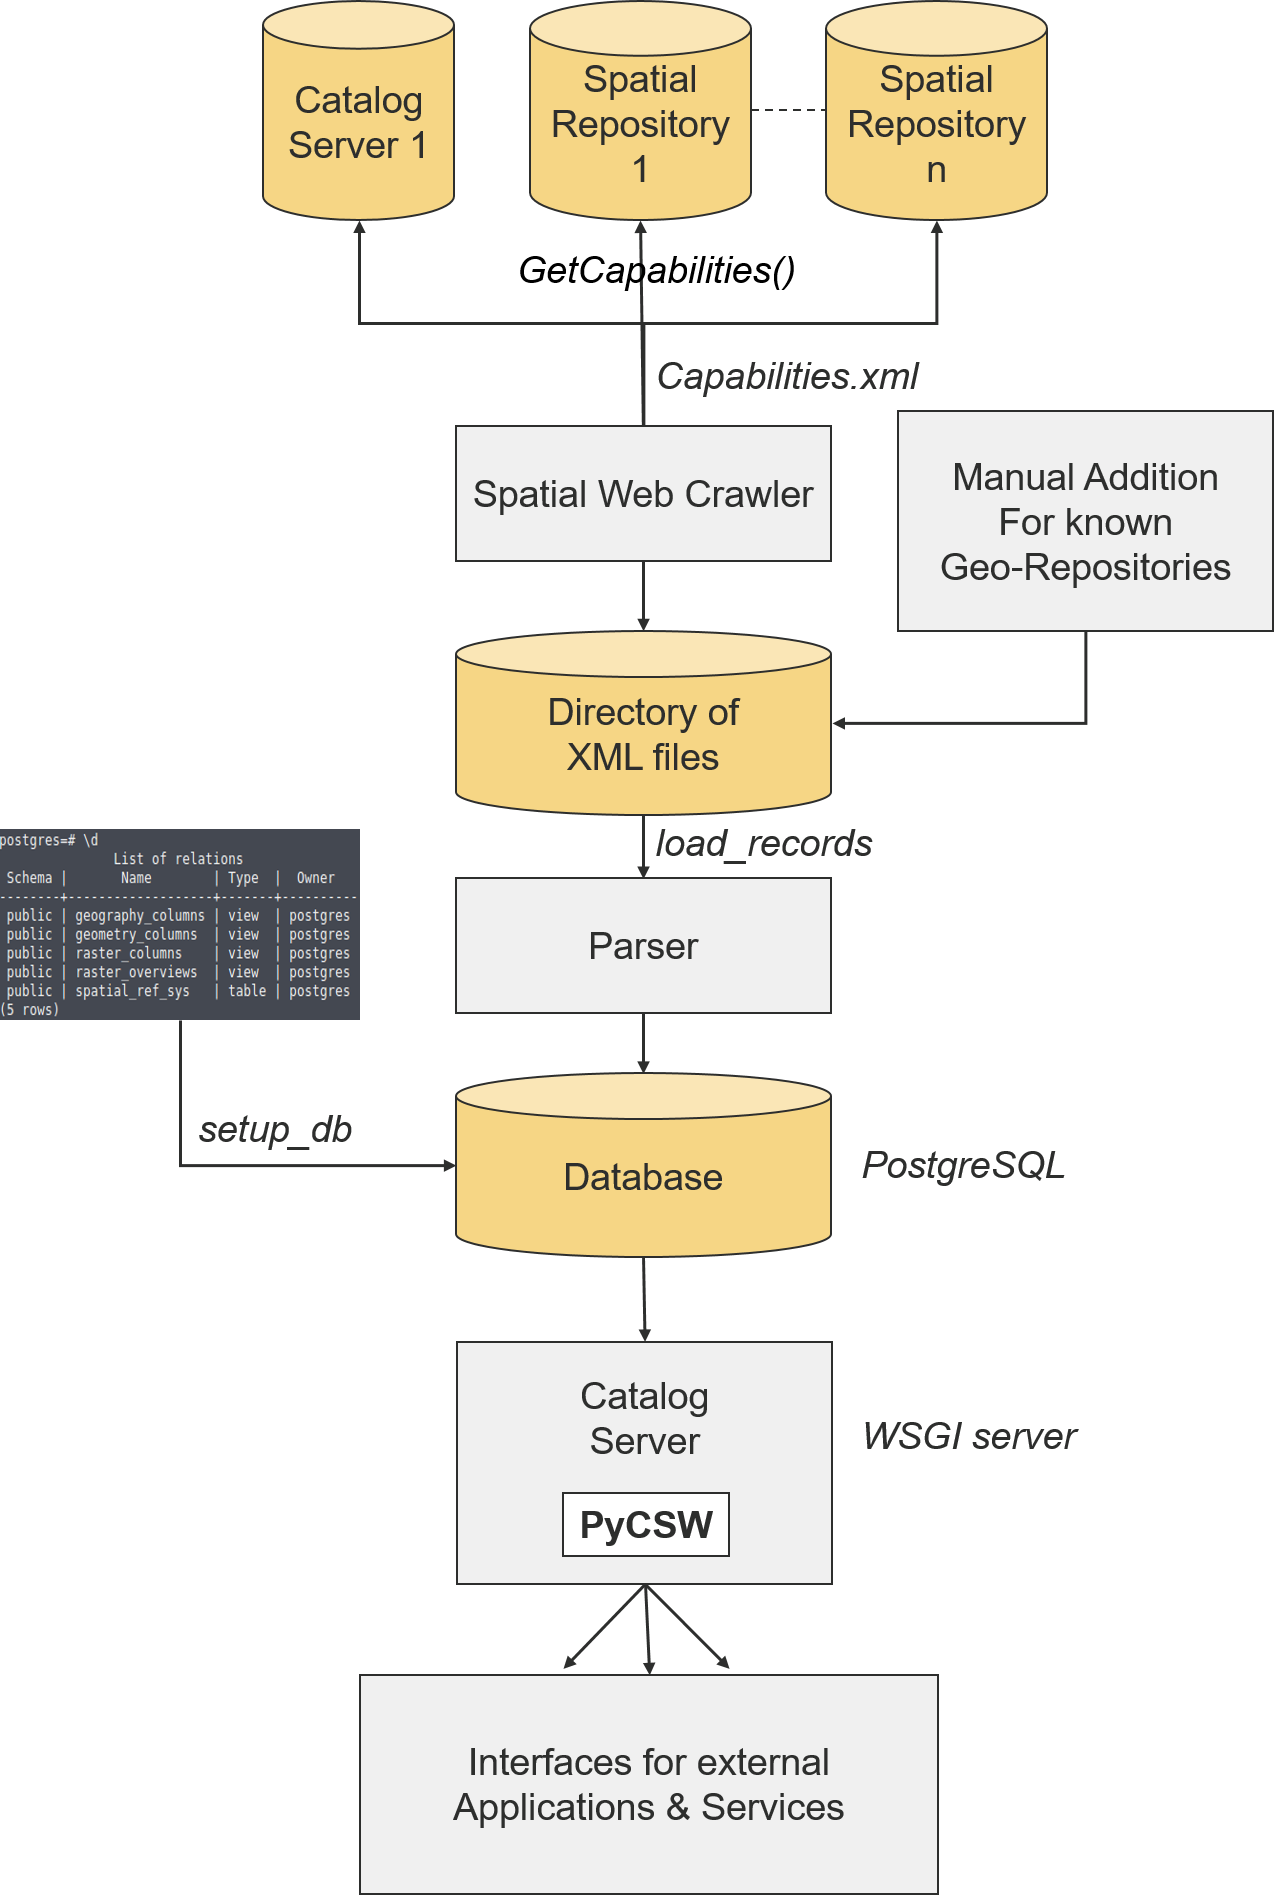 Catalog
Server 1
Spatial
Repository
1
Spatial
Repository
n
GetCapabilities()
Capabilities.xml
Spatial Web Crawler
Manual Addition
For known
Geo-Repositories
Directory of
XML files
load_records
postgres=# \d
List of relations
Schema | Name | Type | Owner
--------+-------------------+-------+----------
public | geography_columns | view | postgres
public | geometry_columns | view | postgres
public | raster_columns | view | postgres
public | raster_overviews | view | postgres
public | spatial_ref_sys | table | postgres
(5 rows)
Parser
setup_db
Database
PostgreSQL
Catalog
Server
PyCSW
WSGI server
Interfaces for external
Applications & Services